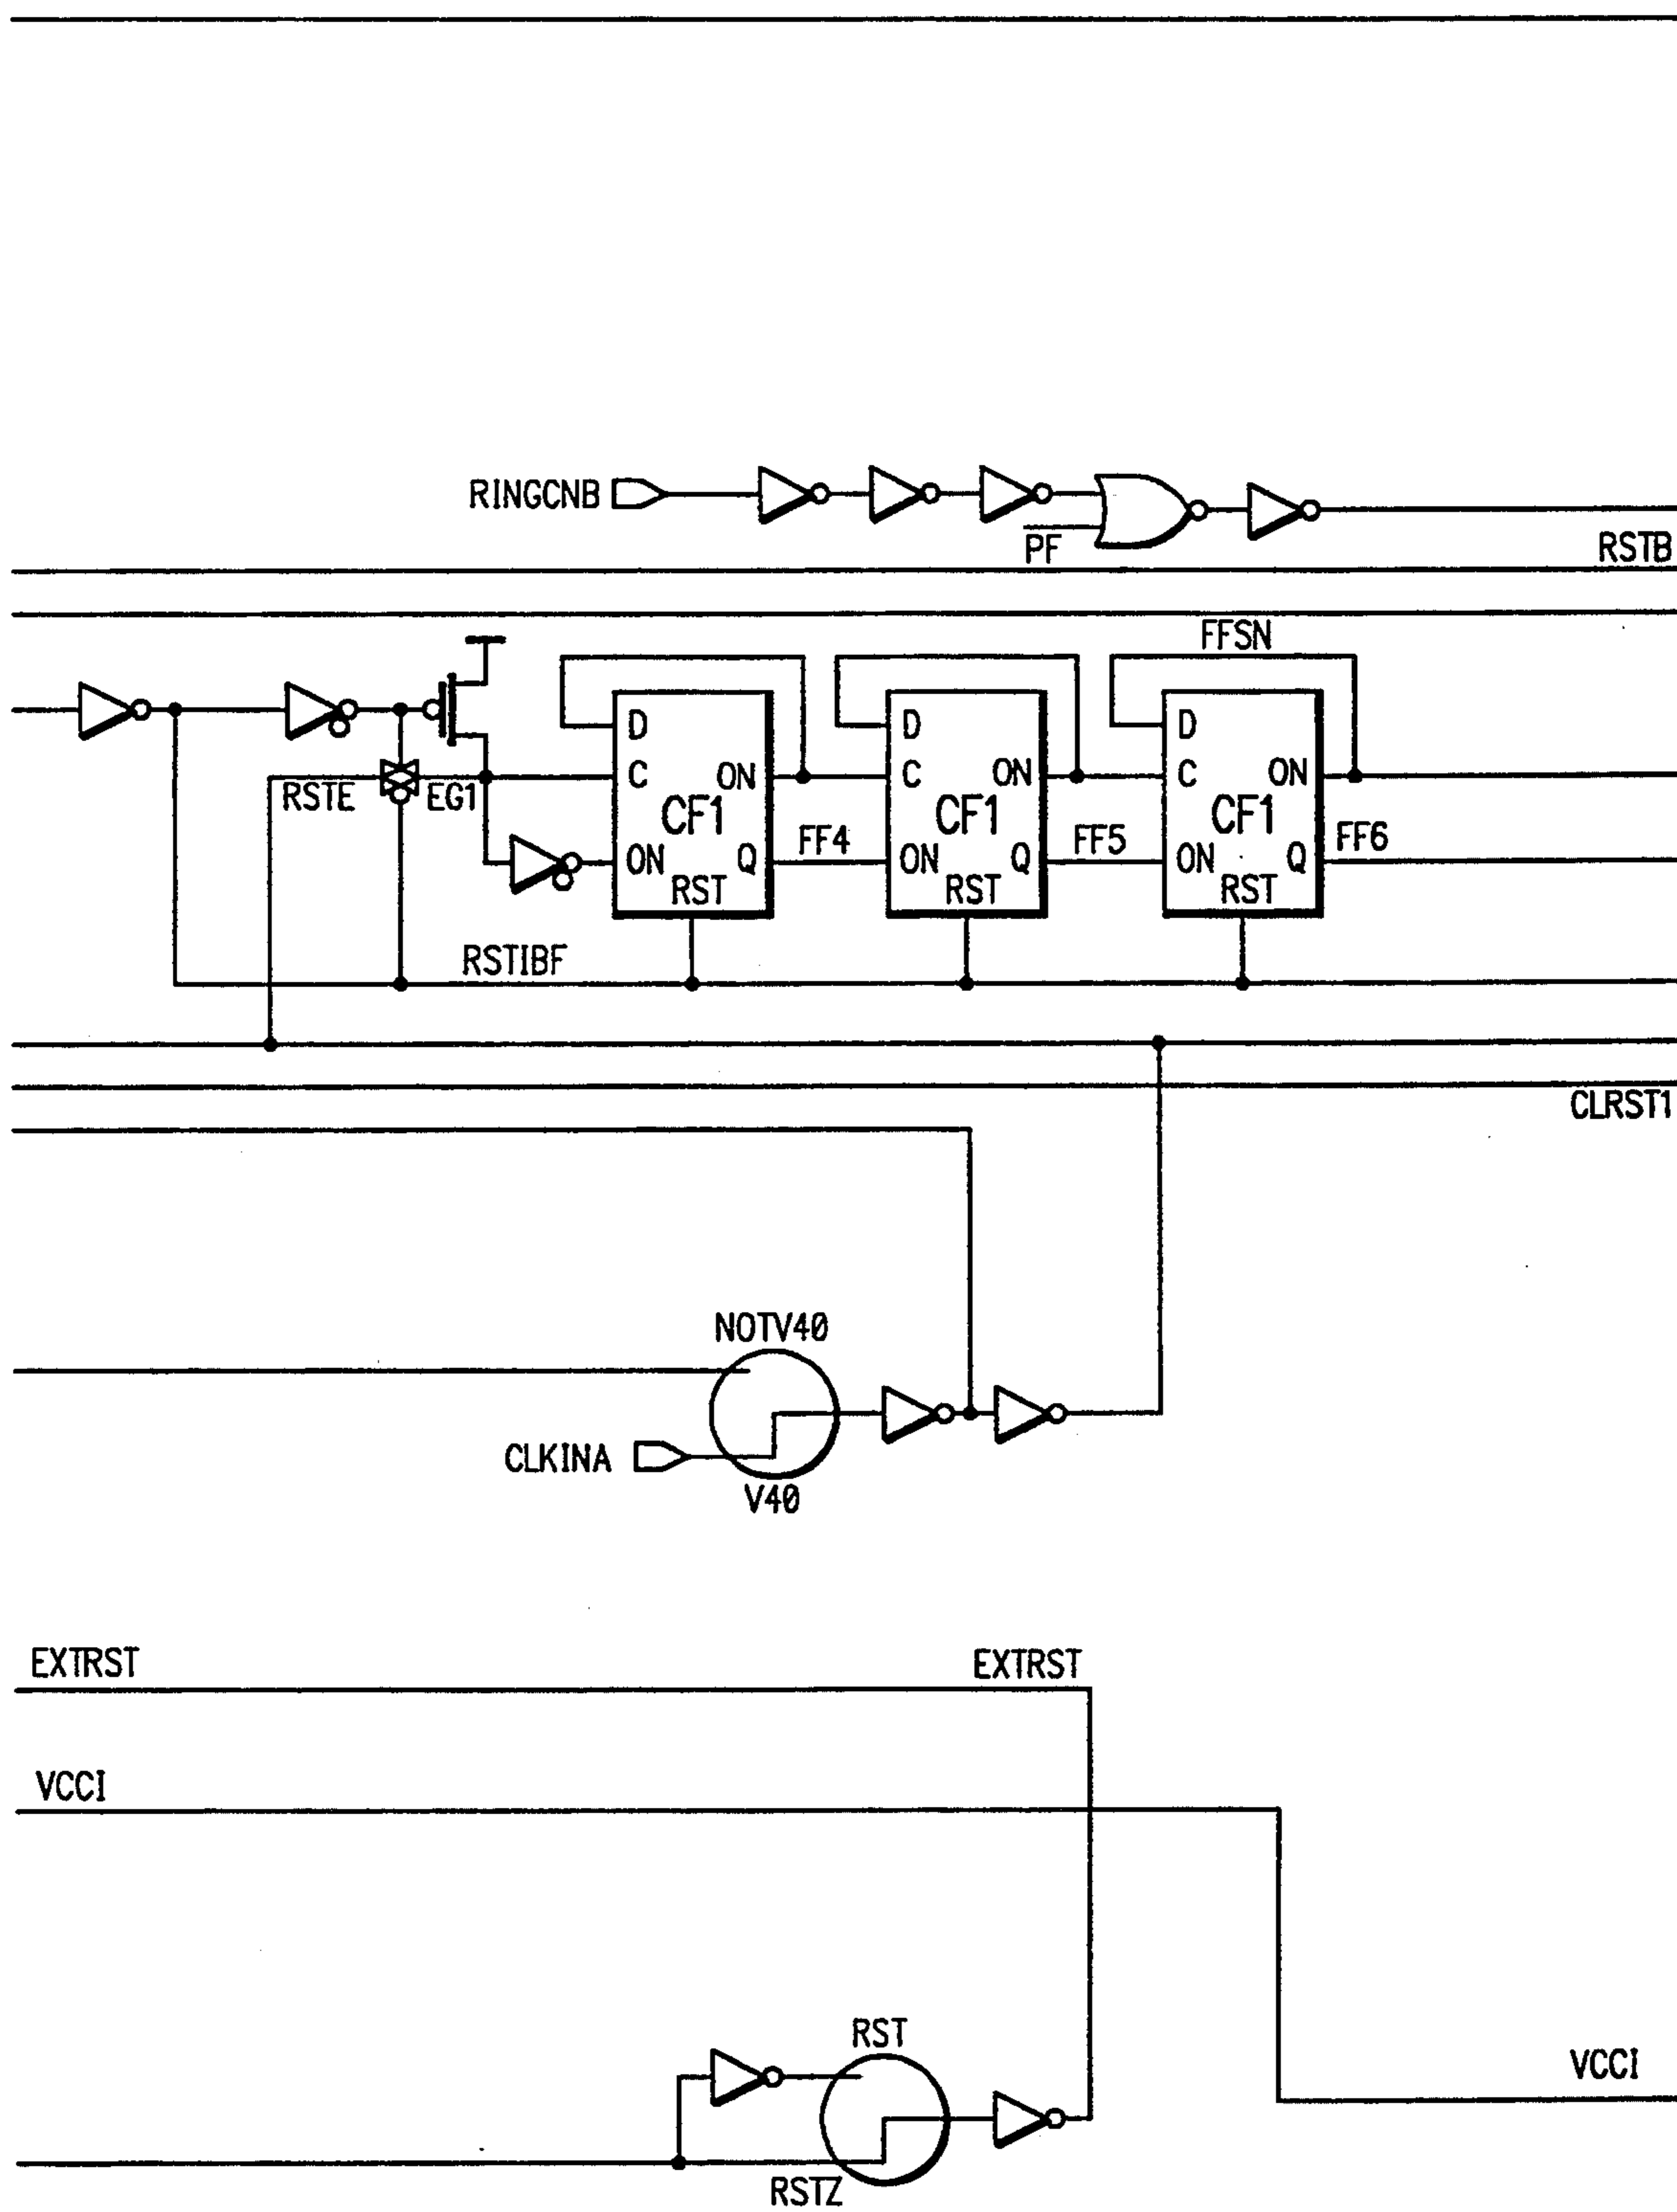 RINGCNB
PF
RSTB
FFSN
D
D
D
RSTE
EG1
C
ON
C
ON
C
ON
CF1
CF1
CF1
ON
Q
FF4
ON
Q
FF5
ON
Q
FF6
RST
RST
RST
RSTIBF
CLRST1
NOTV40
CLKINA
V40
EXTRST
EXTRST
VCCI
RST
VCCI
RSTZ